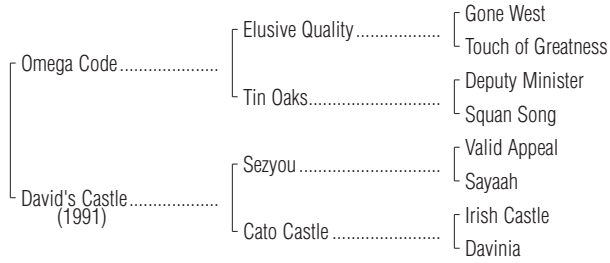 Gone West
Elusive Quality..................
Touch of Greatness
Omega Code.....................
Deputy Minister
Tin Oaks............................
Squan Song
Valid Appeal
Sezyou ..............................
Sayaah
David's Castle...................
(1991)
Irish Castle
Cato Castle .......................
Davinia